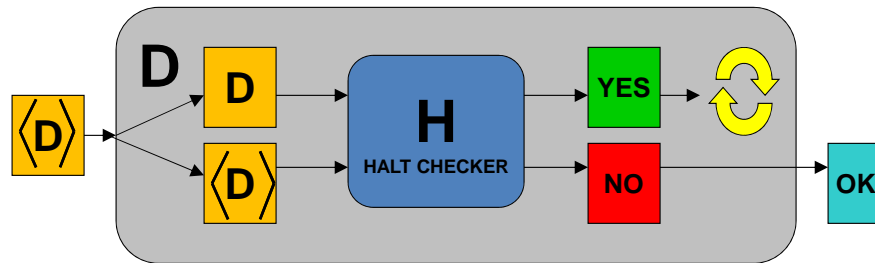 ⟨D⟩
D
D
⟨D⟩
H
HALT CHECKER
YES
NO
OK